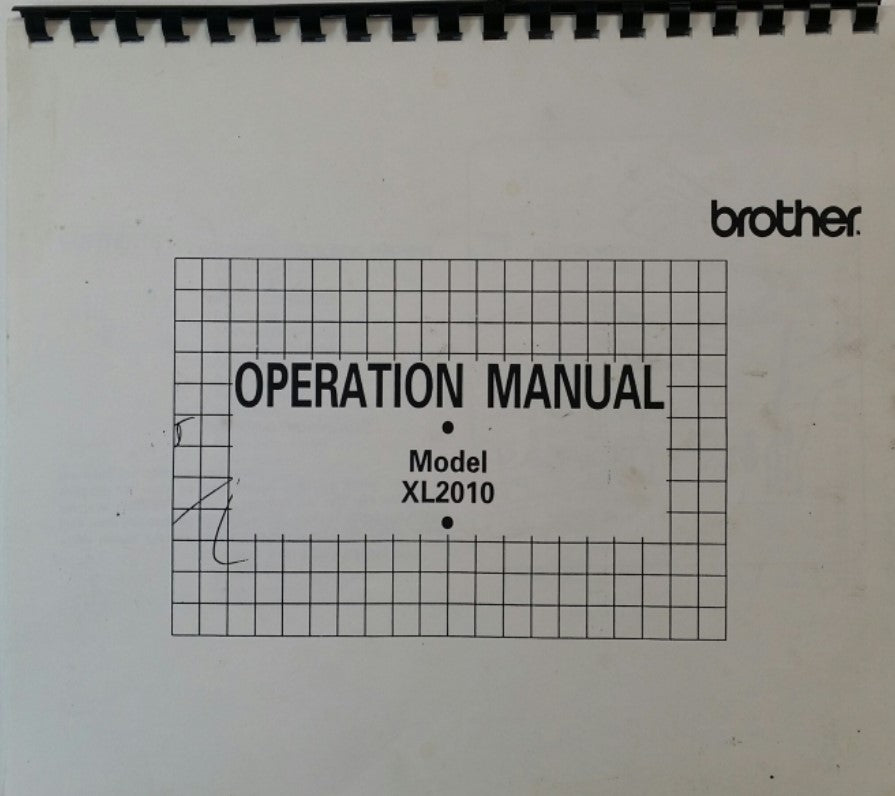 brother.
OPERATION MANUAL
•
Model
XL2010
•